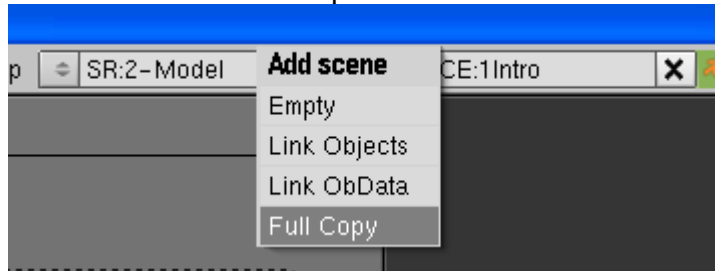 p SR:2-Model CE:1Intro
Add scene
Empty
Link Objects
Link ObData
Full Copy